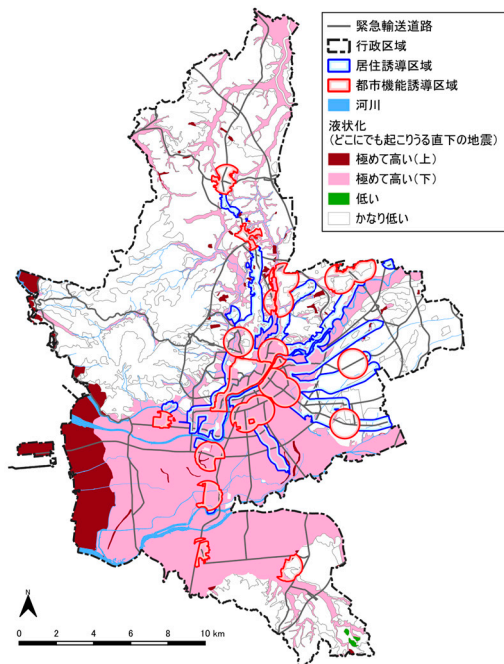 緊急輸送道路
行政区域
居住誘導区域
都市機能誘導区域
河川
液状化
(どこにでも起こりうる直下の地震)
極めて高い(上)
極めて高い(下)
低い
かなり低い
N
0 2 4 6 8 10 km